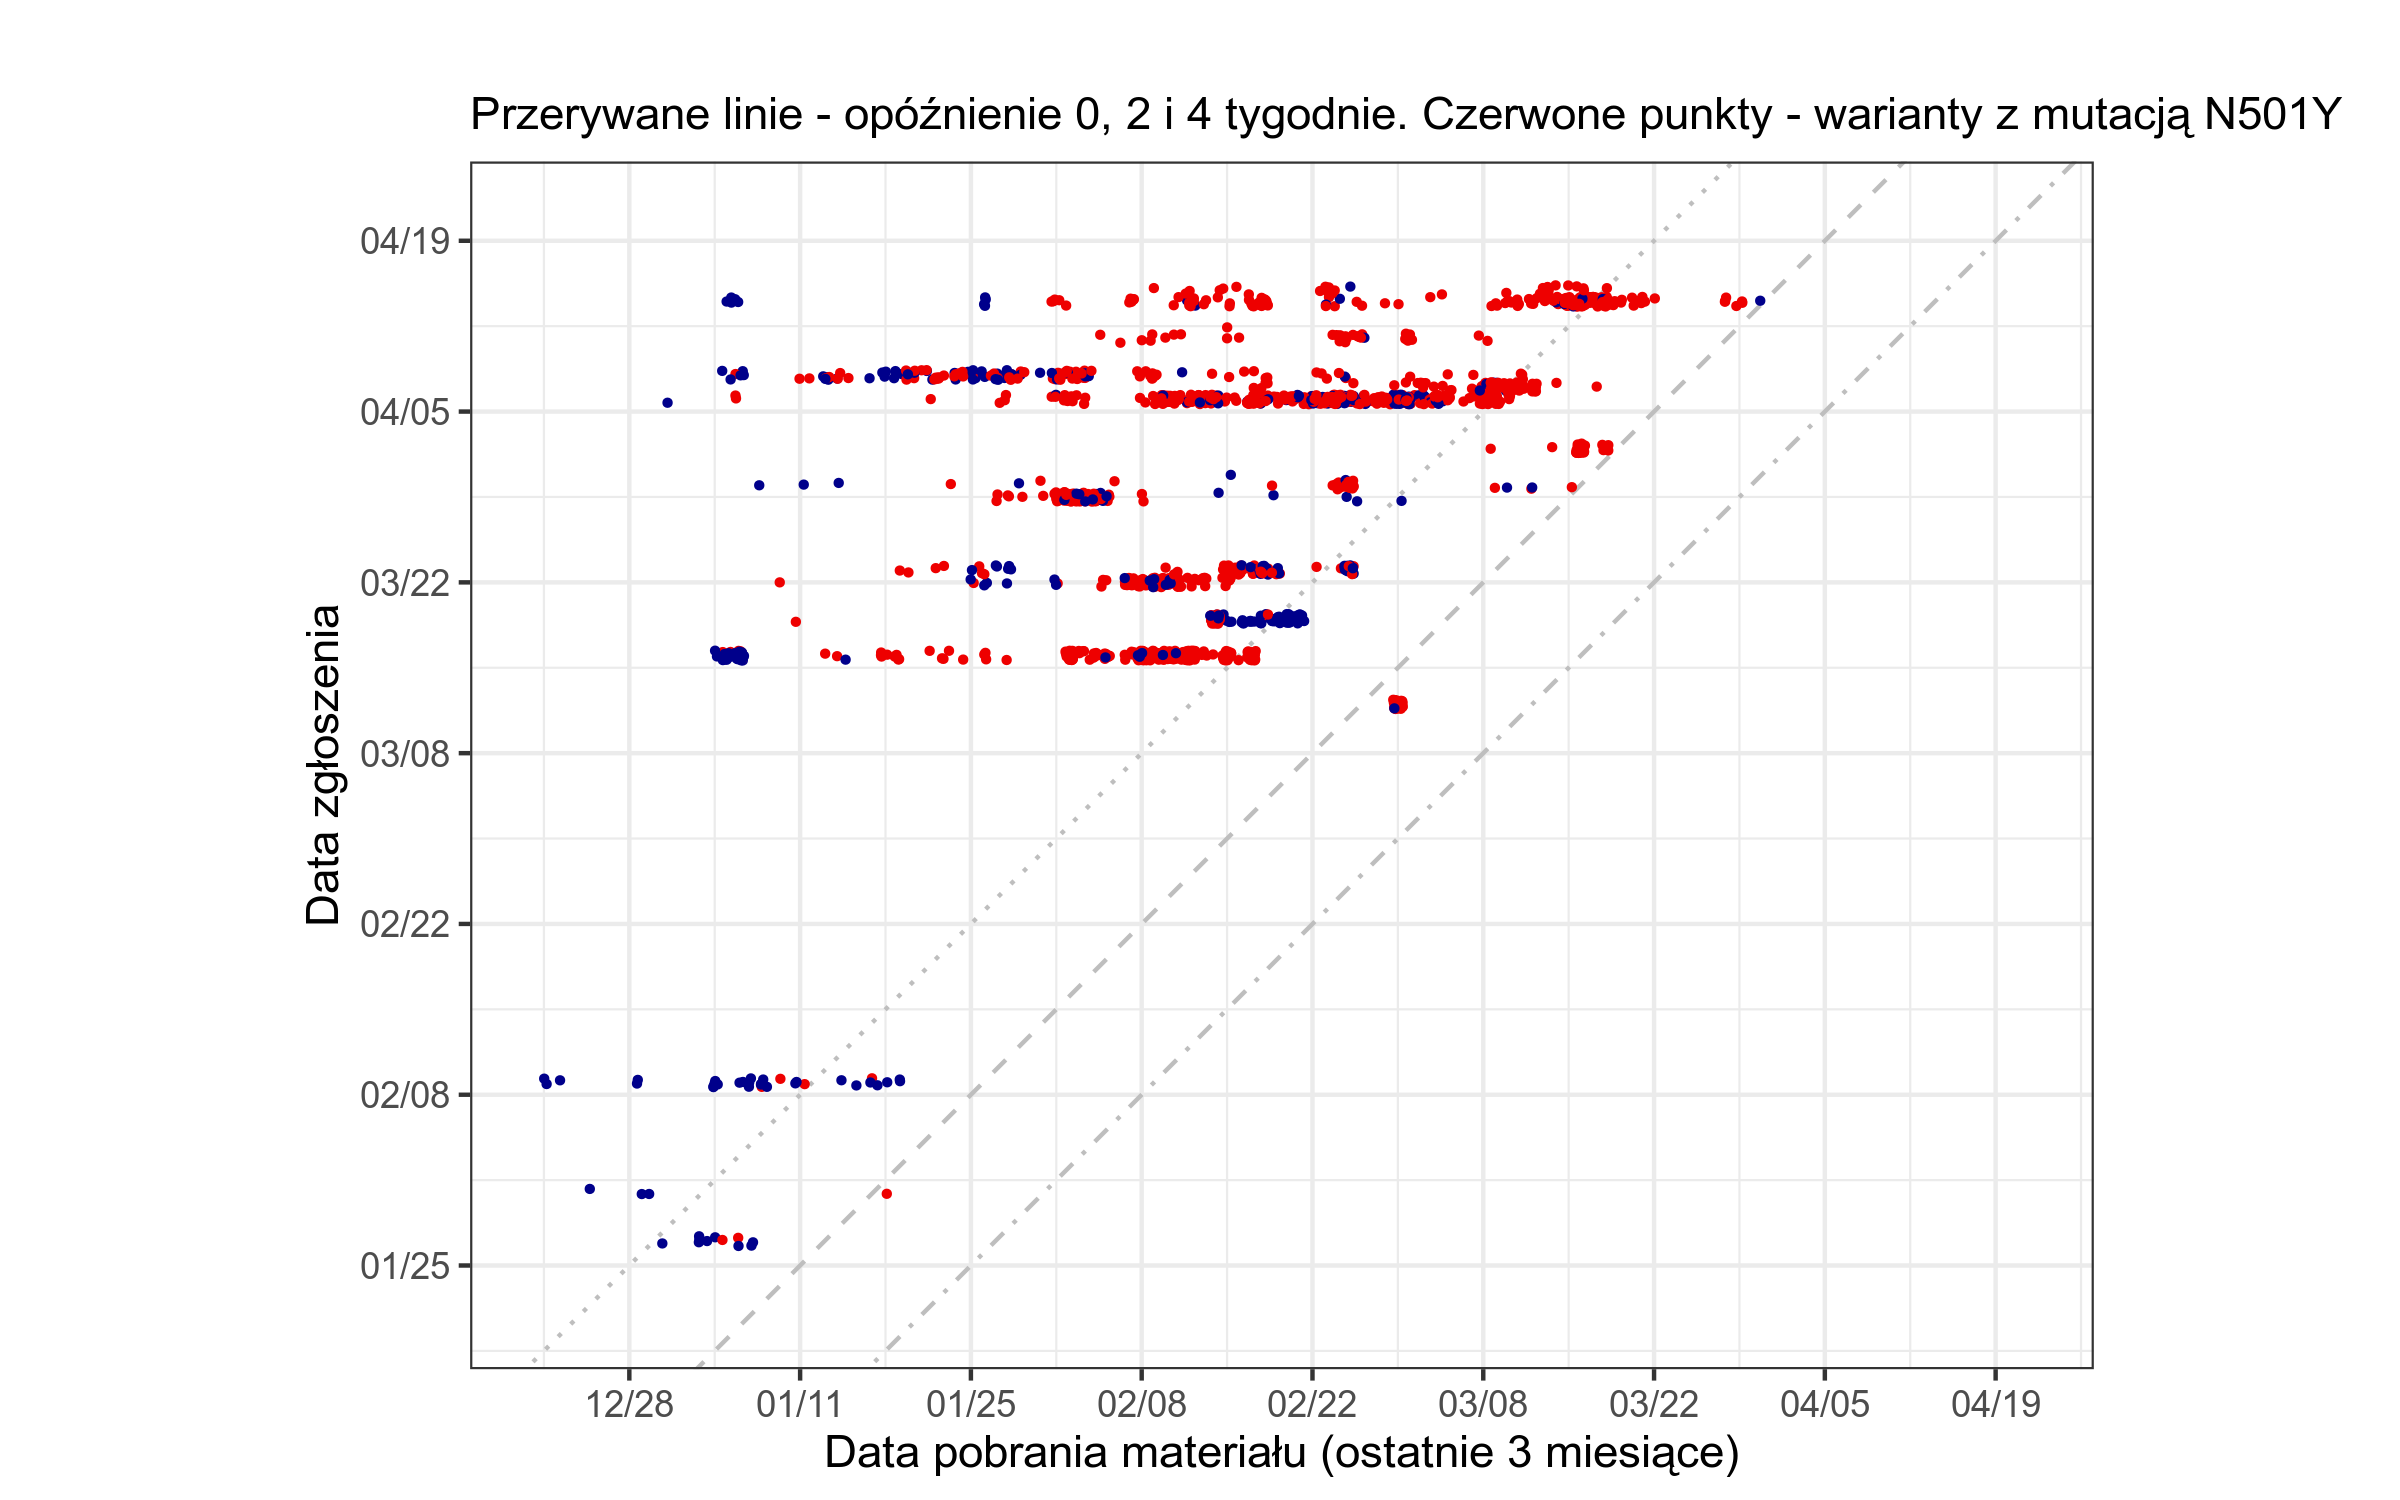 Przerywane linie - opóźnienie 0, 2 i 4 tygodnie. Czerwone punkty - warianty z mutacją N501Y
Data zgłoszenia
04/19
04/05
03/22
03/08
02/22
02/08
01/25
12/28 01/11 01/25 02/08 02/22 03/08 03/22 04/05 04/19
Data pobrania materiału (ostatnie 3 miesiące)